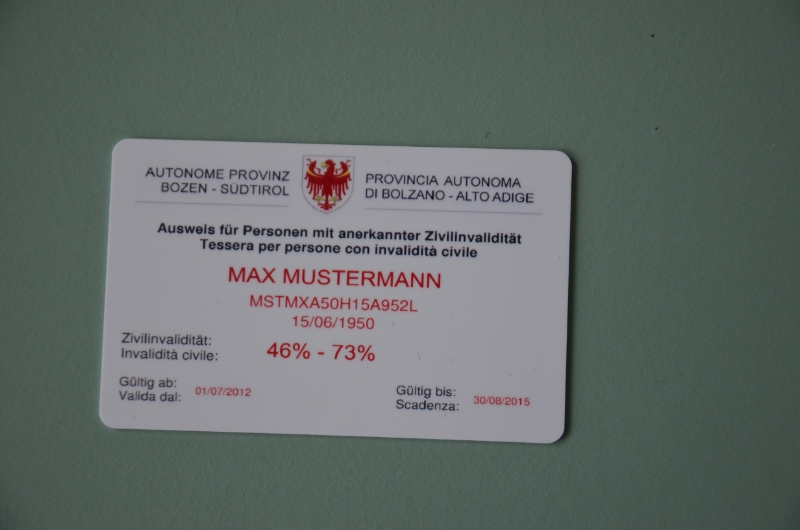 AUTONOME PROVINZ
BOZEN - SÜDTIROL
PROVINCIA AUTONOMA
DI BOLZANO - ALTO ADIGE
Ausweis für Personen mit anerkannter Zivilinvalidität
Tessera per persone con invalidità civile
MAX MUSTERMANN
MSTMXA50H15A952L
15/06/1950
Zivilinvalidität:
Invalidità civile:
46% - 73%
Gültig ab:
Valida dal:
01/07/2012
Gültig bis:
Scadenza:
30/08/2015